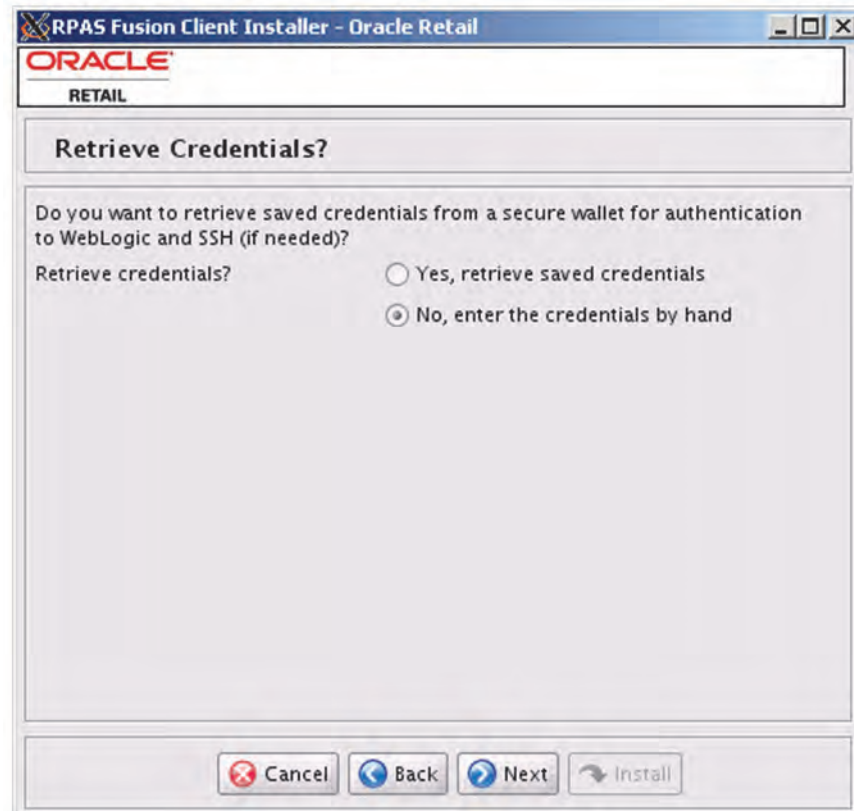 RPAS Fusion Client Installer - Oracle Retail
ORACLE
RETAIL
Retrieve Credentials?
Do you want to retrieve saved credentials from a secure wallet for authentication
to WebLogic and SSH (if needed)?
Retrieve credentials?
Yes, retrieve saved credentials
No, enter the credentials by hand
Cancel
Back
Next
Install